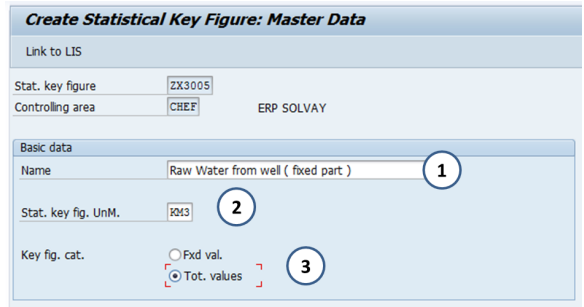 Create Statistical Key Figure: Master Data
Link to LIS
Stat. key figure ZX3005
Controlling area CHEF ERP SOLVAY
Basic data
Name Raw Water from well ( fixed part ) 1
Stat. key fig. UnM. KM3 2
Key fig. cat. Fxd val.
Tot. values 3